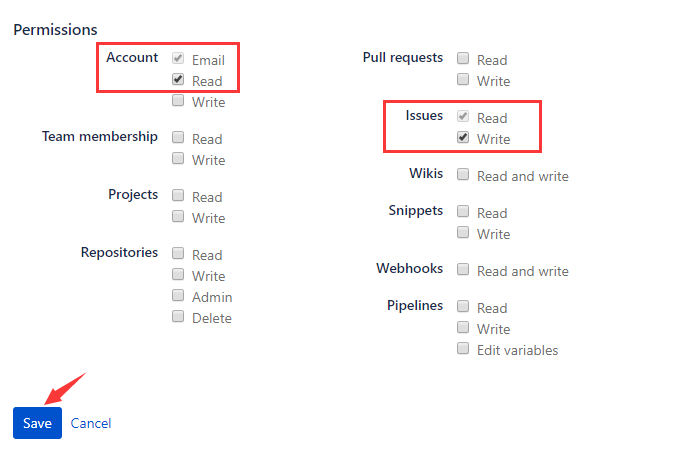 Permissions
Account
Email
Read
Write
Team membership
Read
Write
Projects
Read
Write
Repositories
Read
Write
Admin
Delete
Pull requests
Read
Write
Issues
Read
Write
Wikis
Read and write
Snippets
Read
Write
Webhooks
Read and write
Pipelines
Read
Write
Edit variables
Save
Cancel